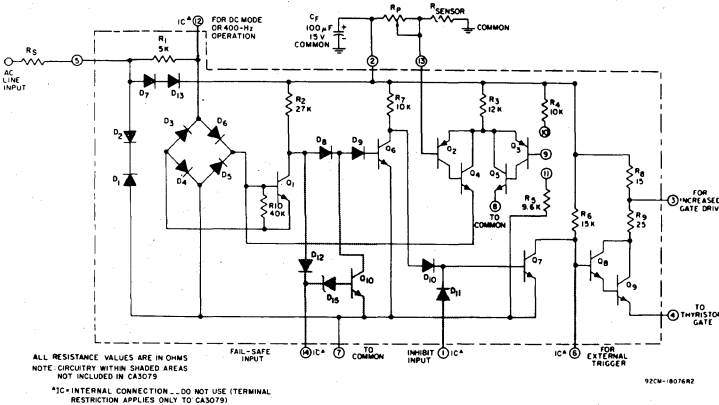 IC▲ 12
FOR DC MODE
OR 400-Hz
OPERATION
CF
100 µF
15 V
COMMON
+
-
RP
RSENSOR
COMMON
RS
AC
LINE
INPUT
5
R1
5K
2
13
D7
D13
R2
27K
R7
10K
R3
12K
R4
10K
10
D3
D6
D2
D8
D9
Q6
Q2
Q3
9
D4
D5
Q1
Q4
Q5
11
R8
15
3
FOR
INCREASED
GATE DRIVE
D1
R10
40K
8
TO
COMMON
R5
9.6K
R6
15K
R9
25
D12
D10
Q7
Q8
Q9
D15
Q10
D11
4
TO
THYRISTOR
GATE
ALL RESISTANCE VALUES ARE IN OHMS
NOTE: CIRCUITRY WITHIN SHADED AREAS
NOT INCLUDED IN CA3079
FAIL-SAFE
INPUT
14 IC▲
7
TO
COMMON
INHIBIT
INPUT
1 IC▲
IC▲ 6
FOR
EXTERNAL
TRIGGER
▲IC= INTERNAL CONNECTION -- DO NOT USE (TERMINAL
RESTRICTION APPLIES ONLY TO CA3079)
92CM-18076R2